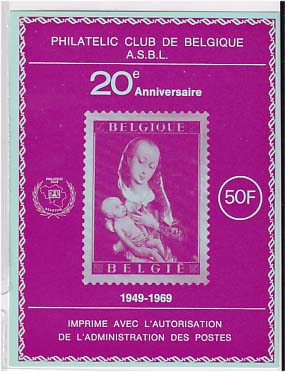 PHILATELIC CLUB DE BELGIQUE
A.S.B.L.
20e Anniversaire
BELGIQUE
50F
BELGIË
1949-1969
IMPRIME AVEC L'AUTORISATION
DE L'ADMINISTRATION DES POSTES